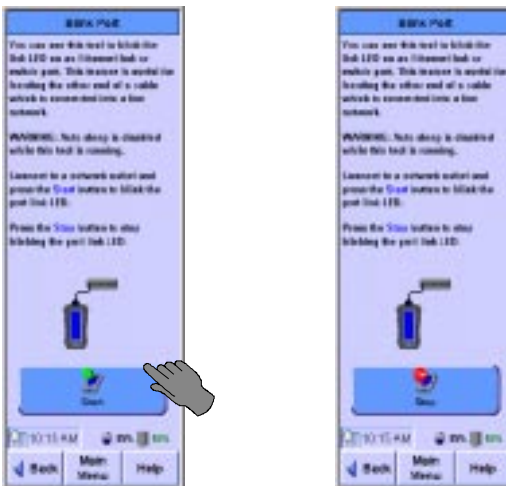 Blink Port
You can use this test to blink the
link LED on an Ethernet hub or
switch port. This feature is useful for
locating the other end of a cable
which is connected into a live
network.
WARNING: Auto sleep is disabled
while this test is running.
Connect to a network outlet and
press the Start button to blink the
port link LED.
Press the Stop button to stop
blinking the port link LED.
Start
10:15 AM
Back
Main
Menu
Help
Blink Port
You can use this test to blink the
link LED on an Ethernet hub or
switch port. This feature is useful for
locating the other end of a cable
which is connected into a live
network.
WARNING: Auto sleep is disabled
while this test is running.
Connect to a network outlet and
press the Start button to blink the
port link LED.
Press the Stop button to stop
blinking the port link LED.
Stop
10:15 AM
Back
Main
Menu
Help